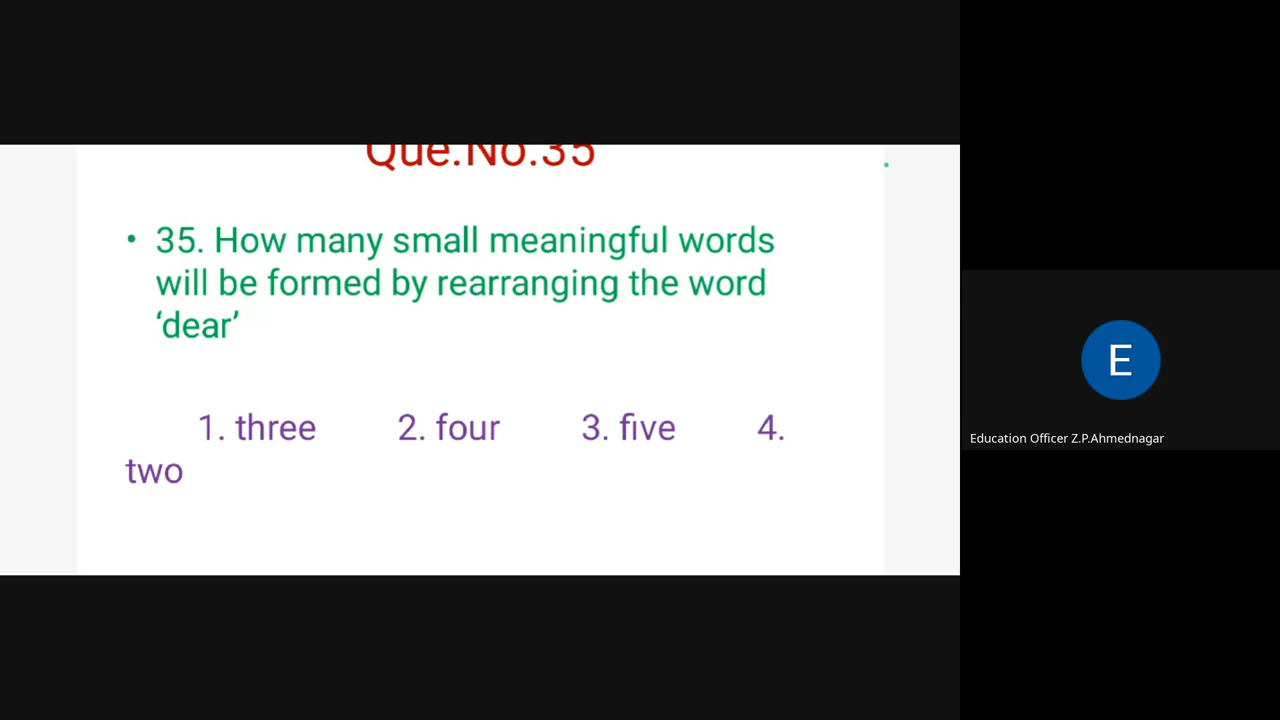 Que.No.35
• 35. How many small meaningful words
will be formed by rearranging the word
‘dear’
1. three 2. four 3. five 4.
two
E
Education Officer Z.P.Ahmednagar